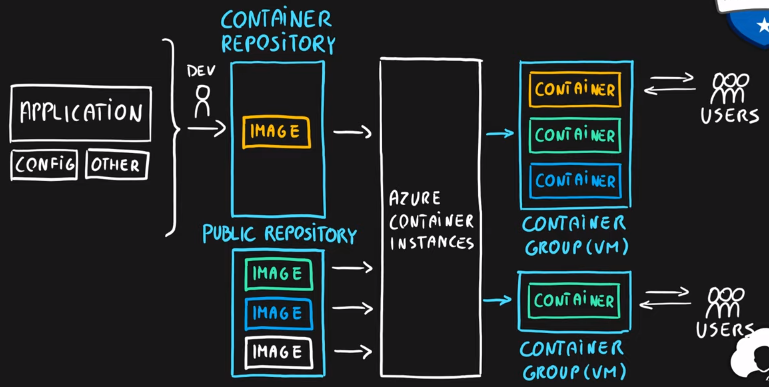 CONTAINER
REPOSITORY
DEV
APPLICATION
CONFIG
OTHER
IMAGE
PUBLIC REPOSITORY
IMAGE
IMAGE
IMAGE
AZURE
CONTAINER
INSTANCES
CONTAINER
CONTAINER
CONTAINER
CONTAINER
GROUP (VM)
USERS
CONTAINER
CONTAINER
GROUP (VM)
USERS